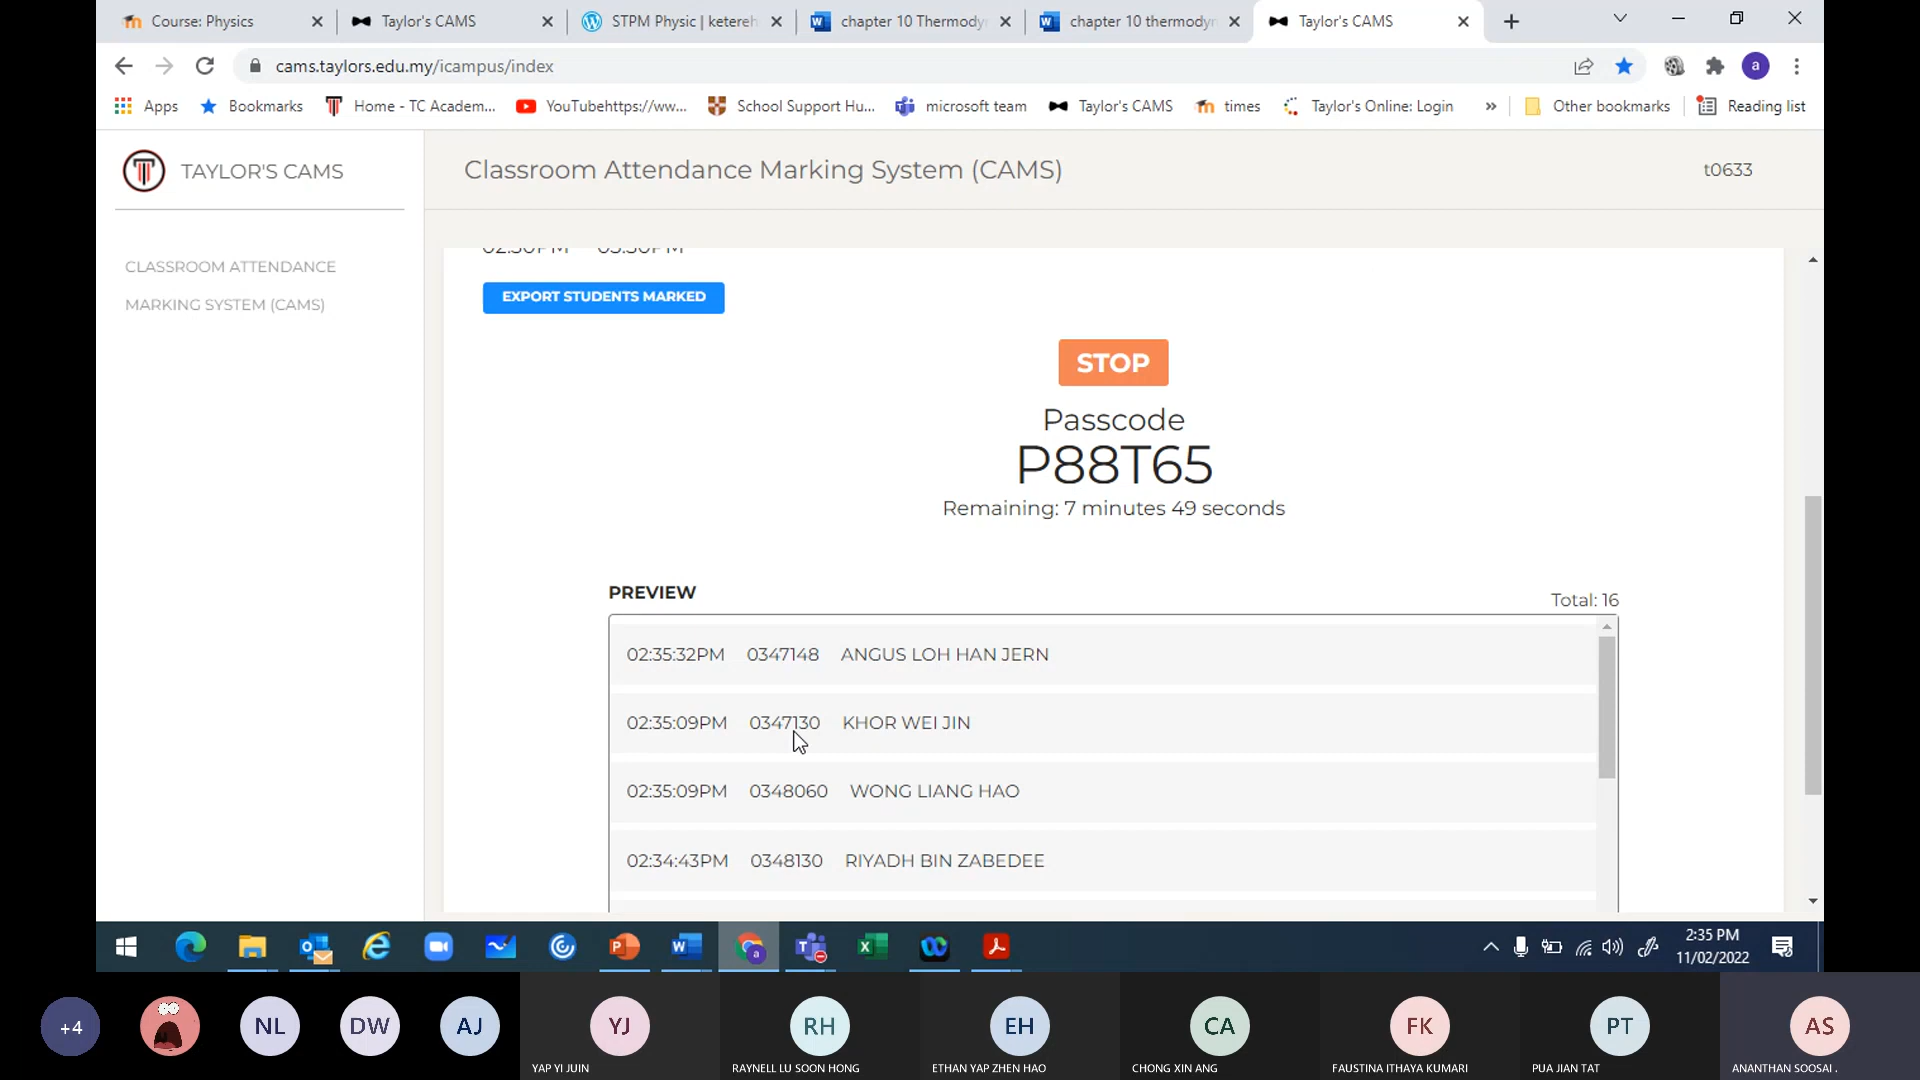 Course: Physics
Taylor's CAMS
STPM Physic |ketereh
chapter 10 Thermody
chapter 10 thermodyn
Taylor's CAMS
cams.taylors.edu.my/icampus/index
a
Apps
Bookmarks
Home - TC Academ...
YouTubehttps://ww...
School Support Hu...
microsoft team
Taylor's CAMS
times
Taylor's Online: Login
»
Other bookmarks
Reading list
TAYLOR'S CAMS
Classroom Attendance Marking System (CAMS)
t0633
CLASSROOM ATTENDANCE
MARKING SYSTEM (CAMS)
02:30PM 03:30PM
EXPORT STUDENTS MARKED
STOP
Passcode
P88T65
Remaining: 7 minutes 49 seconds
PREVIEW
Total: 16
02:35:32PM 0347148 ANGUS LOH HAN JERN
02:35:09PM 0347130 KHOR WEI JIN
02:35:09PM 0348060 WONG LIANG HAO
02:34:43PM 0348130 RIYADH BIN ZABEDEE
2:35 PM
11/02/2022
+4
NL
DW
AJ
YJ
RH
EH
CA
FK
PT
AS
YAP YI JUIN
RAYNELL LU SOON HONG
ETHAN YAP ZHEN HAO
CHONG XIN ANG
FAUSTINA ITHAYA KUMARI
PUA JIAN TAT
ANANTHAN SOOSAI .